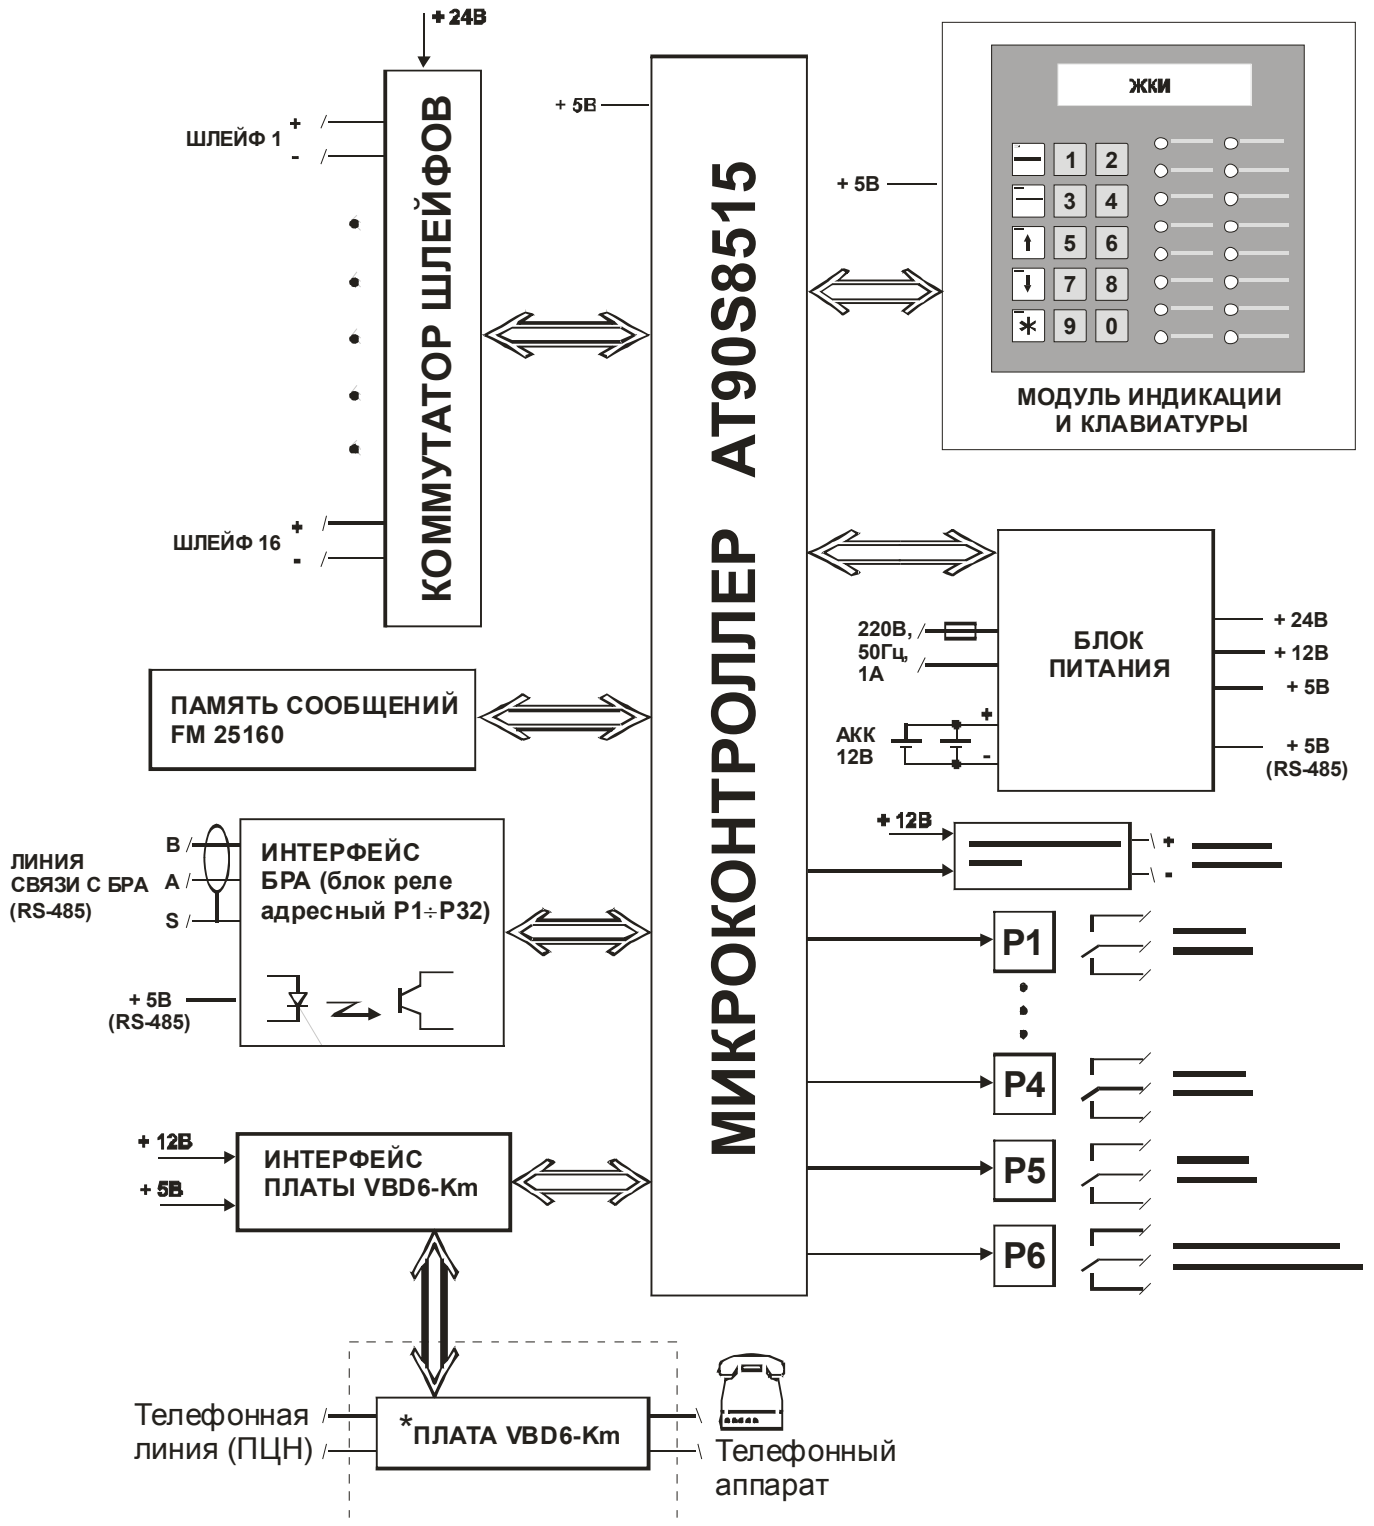 + 24В
КОММУТАТОР ШЛЕЙФОВ
ШЛЕЙФ 1
+
-
ШЛЕЙФ 16
+
-
+ 5В
МИКРОКОНТРОЛЛЕР AT90S8515
+ 5В
ЖКИ
1 2
3 4
5 6
7 8
9 0
МОДУЛЬ ИНДИКАЦИИ
И КЛАВИАТУРЫ
220В,
50Гц,
1А
АКК
12В
+
-
БЛОК
ПИТАНИЯ
+ 24В
+ 12В
+ 5В
+ 5В
(RS-485)
ПАМЯТЬ СООБЩЕНИЙ
FM 25160
ЛИНИЯ
СВЯЗИ С БРА
(RS-485)
B
A
S
+ 5В
(RS-485)
ИНТЕРФЕЙС
БРА (блок реле
адресный Р1÷Р32)
+ 12В
+
-
P1
P4
P5
P6
+ 12В
+ 5В
ИНТЕРФЕЙС
ПЛАТЫ VBD6-Km
Телефонная
линия (ПЦН)
*ПЛАТА VBD6-Km
Телефонный
аппарат